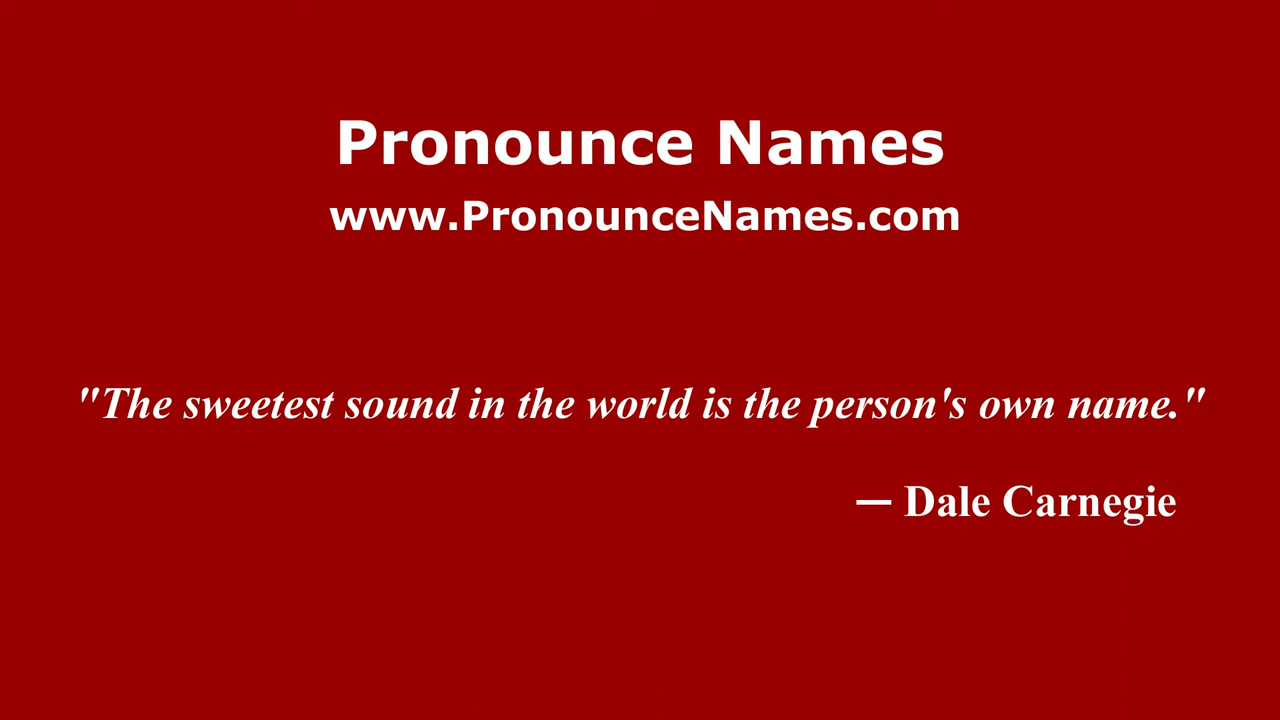 Pronounce Names
www.PronounceNames.com
"The sweetest sound in the world is the person's own name."
— Dale Carnegie